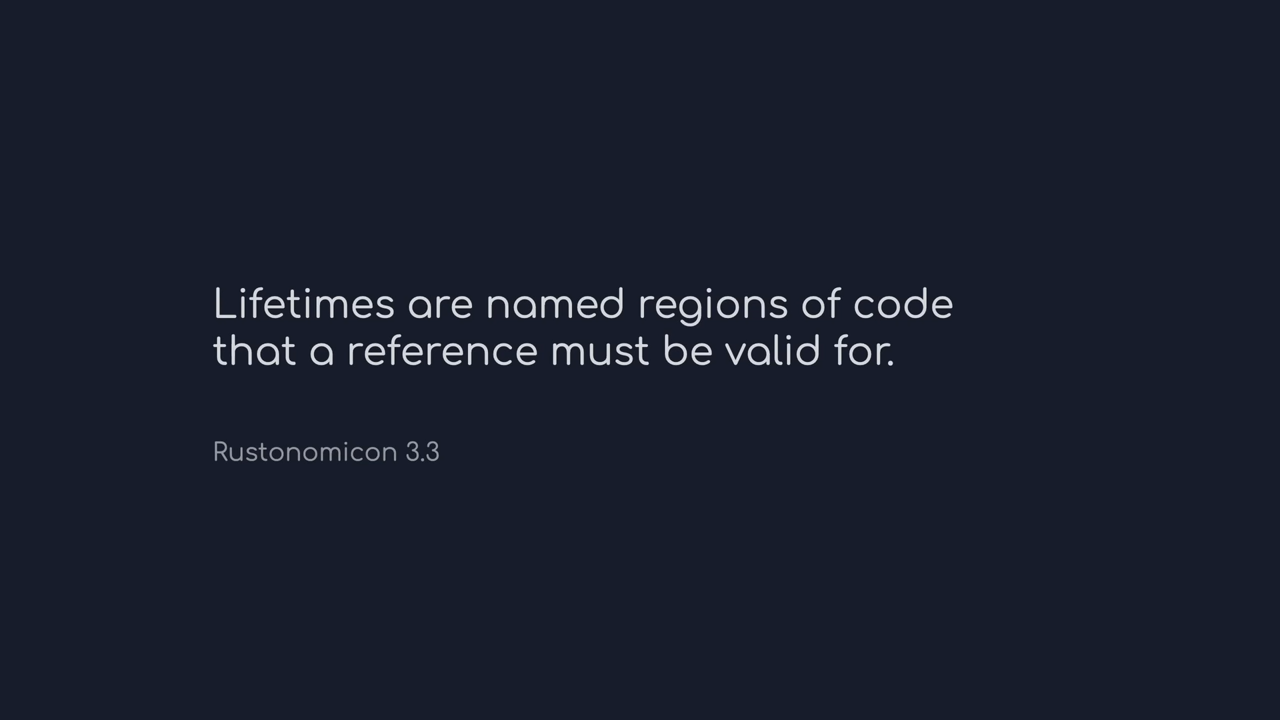 Lifetimes are named regions of code
that a reference must be valid for.
Rustonomicon 3.3